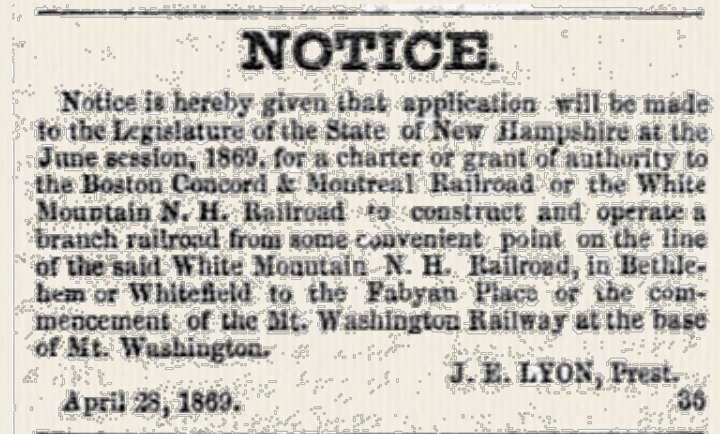 NOTICE.
Notice is hereby given that application will be made
to the Legislature of the State of New Hampshire at the
June session, 1869. for a charter or grant of authority to
the Boston Concord & Montreal Railroad or the White
Mountain N. H. Railroad to construct and operate a
branch railroad from some convenient point on the line
of the said White Mountain N. H. Railroad, in Bethle-
hem or Whitefield to the Fabyan Place or the com-
mencement of the Mt. Washington Railway at the base
of Mt. Washington.
J. E. LYON, Prest.
April 28, 1869. 36